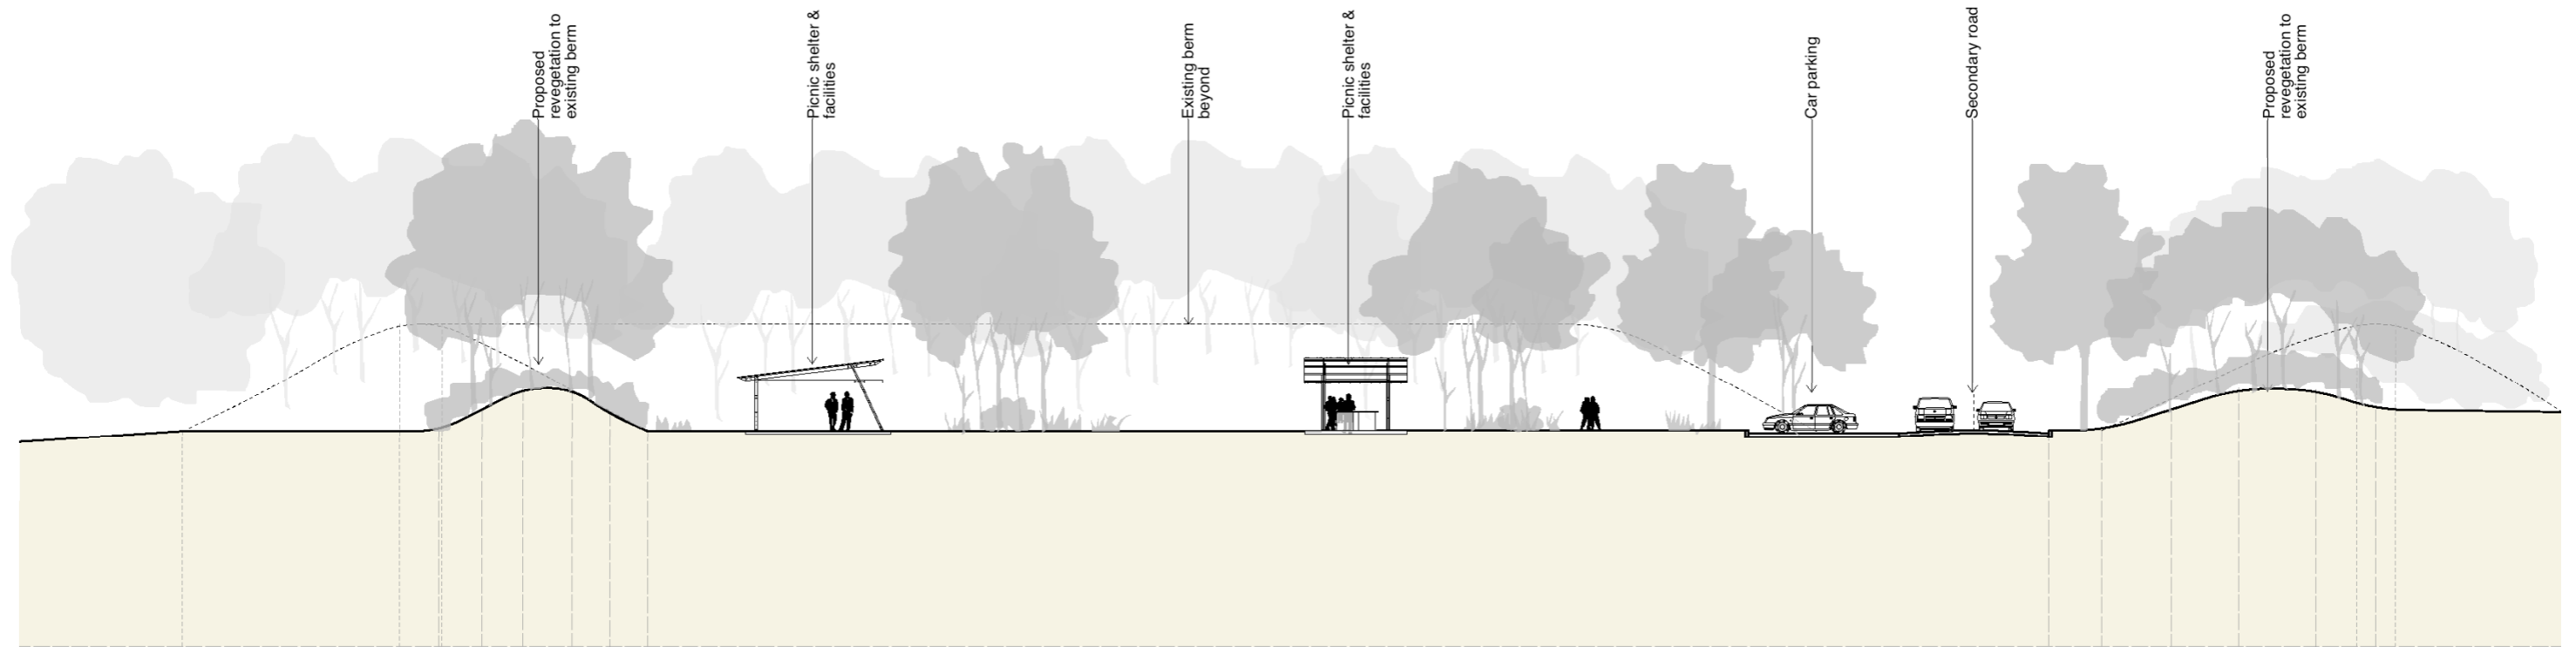 Proposed
revegetation to
existing berm
Picnic shelter &
facilities
Existing berm
beyond
Picnic shelter &
facilities
Car parking
Secondary road
Proposed
revegetation to
existing berm